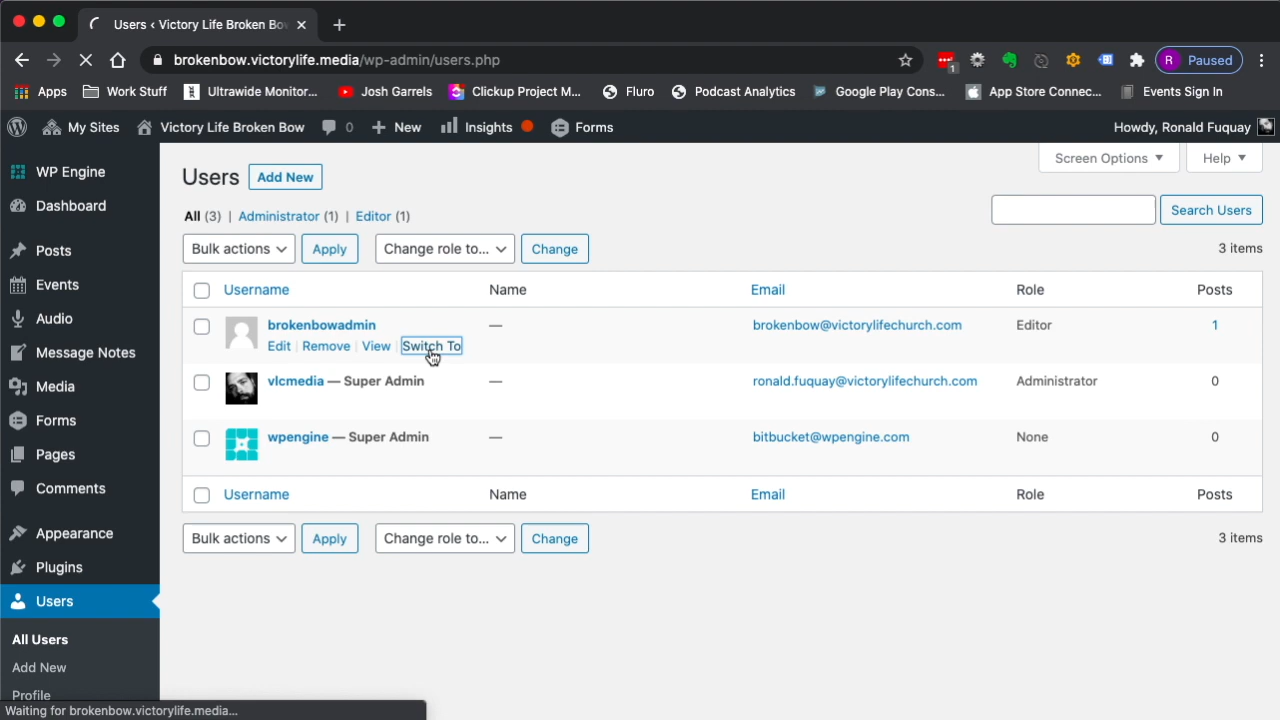 Users ‹ Victory Life Broken Bo
brokenbow.victorylife.media/wp-admin/users.php
1
R Paused
Apps Work Stuff Ultrawide Monitor... Josh Garrels Clickup Project M... Fluro Podcast Analytics Google Play Cons... App Store Connec... Events Sign In
My Sites Victory Life Broken Bow 0 New Insights Forms Howdy, Ronald Fuquay
Screen Options Help
WP Engine
Dashboard
Posts
Events
Audio
Message Notes
Media
Forms
Pages
Comments
Appearance
Plugins
Users
All Users
Add New
Profile
Users Add New
All (3) | Administrator (1) | Editor (1)
Search Users
Bulk actions Apply Change role to... Change 3 items
Username Name Email Role Posts
brokenbowadmin — brokenbow@victorylifechurch.com Editor 1
Edit | Remove | View | Switch To
vlcmedia — Super Admin — ronald.fuquay@victorylifechurch.com Administrator 0
wpengine — Super Admin — bitbucket@wpengine.com None 0
Username Name Email Role Posts
Bulk actions Apply Change role to... Change 3 items
Waiting for brokenbow.victorylife.media...